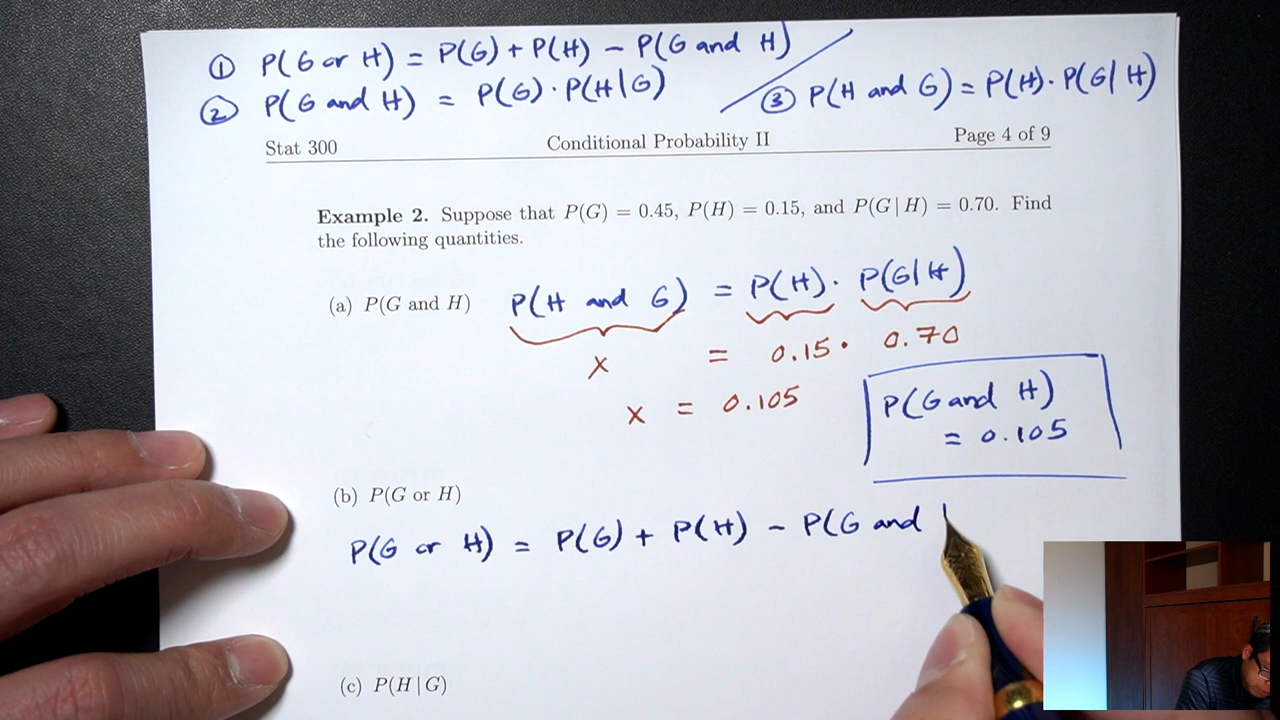 ① P(G or H) = P(G) + P(H) − P(G and H)
② P(G and H) = P(G) · P(H|G)
③ P(H and G) = P(H) · P(G|H)
Stat 300 Conditional Probability II Page 4 of 9
Example 2. Suppose that P(G) = 0.45, P(H) = 0.15, and P(G | H) = 0.70. Find
the following quantities.
(a) P(G and H) P(H and G) = P(H) · P(G|H)
x = 0.15 · 0.70
x = 0.105
P(G and H)
= 0.105
(b) P(G or H)
P(G or H) = P(G) + P(H) − P(G and
(c) P(H | G)